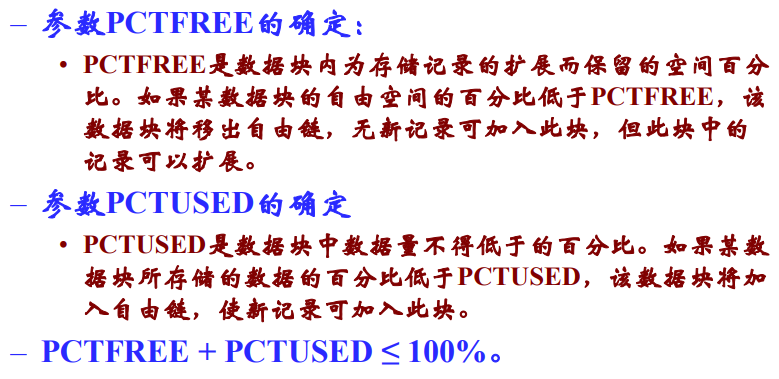 – 参数PCTFREE的确定：
• PCTFREE是数据块内为存储记录的扩展而保留的空间百分
比。如果某数据块的自由空间的百分比低于PCTFREE，该
数据块将移出自由链，无新记录可加入此块，但此块中的
记录可以扩展。
– 参数PCTUSED的确定
• PCTUSED是数据块中数据量不得低于的百分比。如果某数
据块所存储的数据的百分比低于PCTUSED，该数据块将加
入自由链，使新记录可加入此块。
– PCTFREE + PCTUSED ≤ 100%。